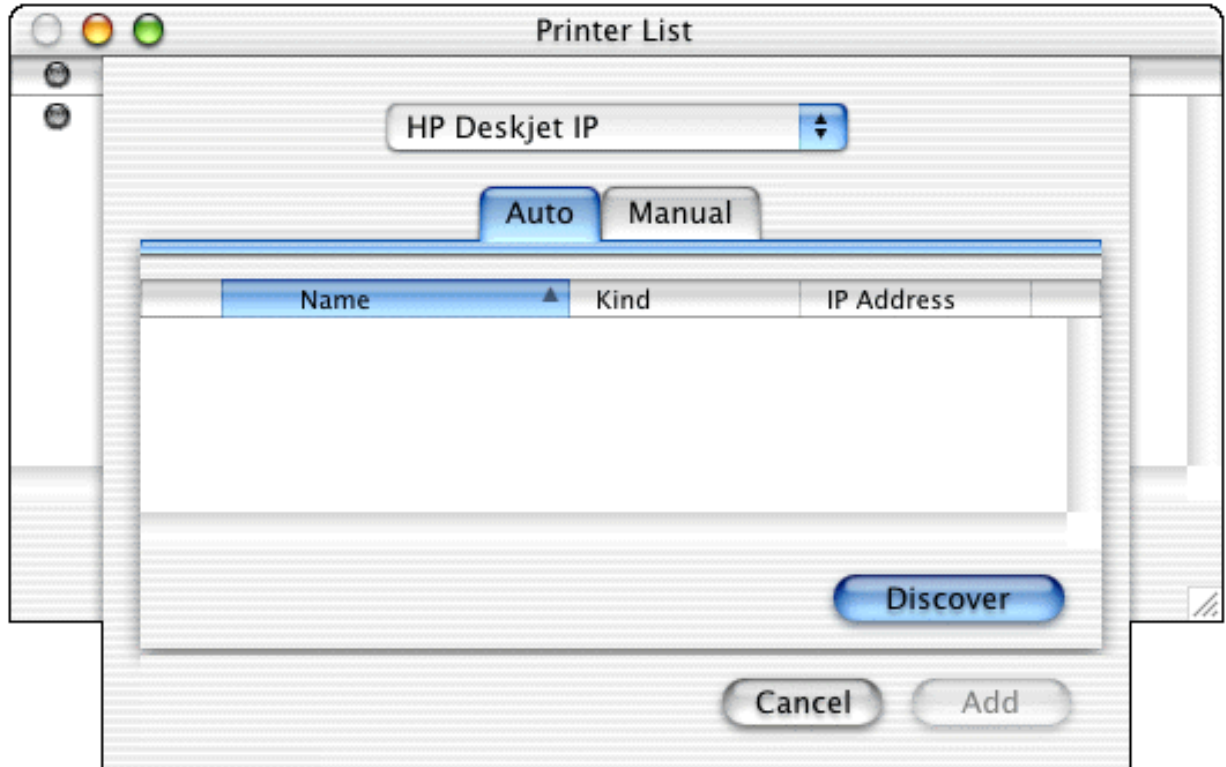 Printer List
HP Deskjet IP
Auto Manual
Name Kind IP Address
Discover
Cancel Add